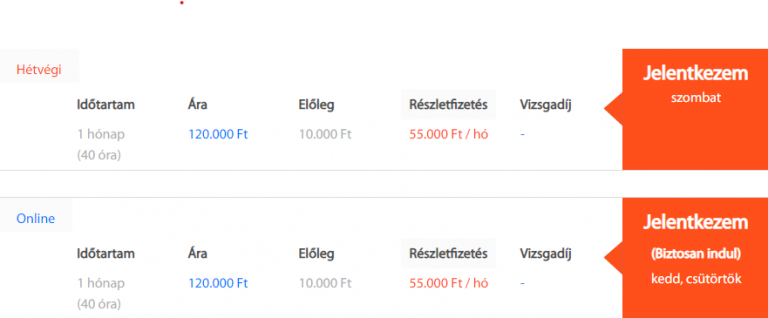 Hétvégi
Jelentkezem
szombat
Időtartam Ára Előleg Részletfizetés Vizsgadíj
1 hónap 120.000 Ft 10.000 Ft 55.000 Ft / hó -
(40 óra)
Online
Jelentkezem
(Biztosan indul)
kedd, csütörtök
Időtartam Ára Előleg Részletfizetés Vizsgadíj
1 hónap 120.000 Ft 10.000 Ft 55.000 Ft / hó -
(40 óra)